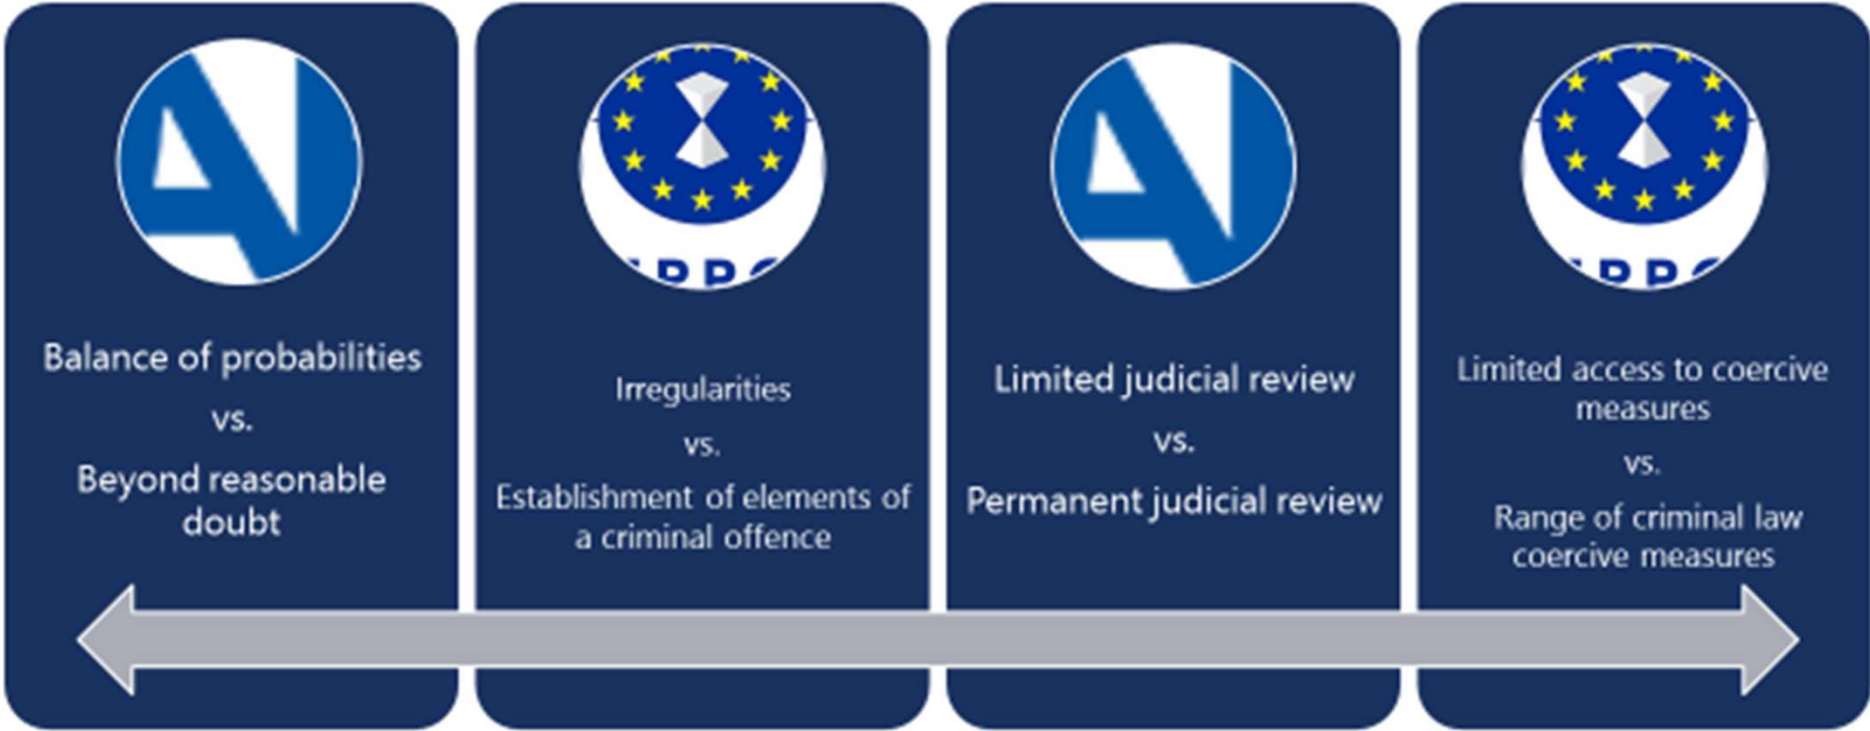 Balance of probabilities
vs.
Beyond reasonable
doubt
Irregularities
vs.
Establishment of elements of
a criminal offence
Limited judicial review
vs.
Permanent judicial review
Limited access to coercive
measures
vs.
Range of criminal law
coercive measures